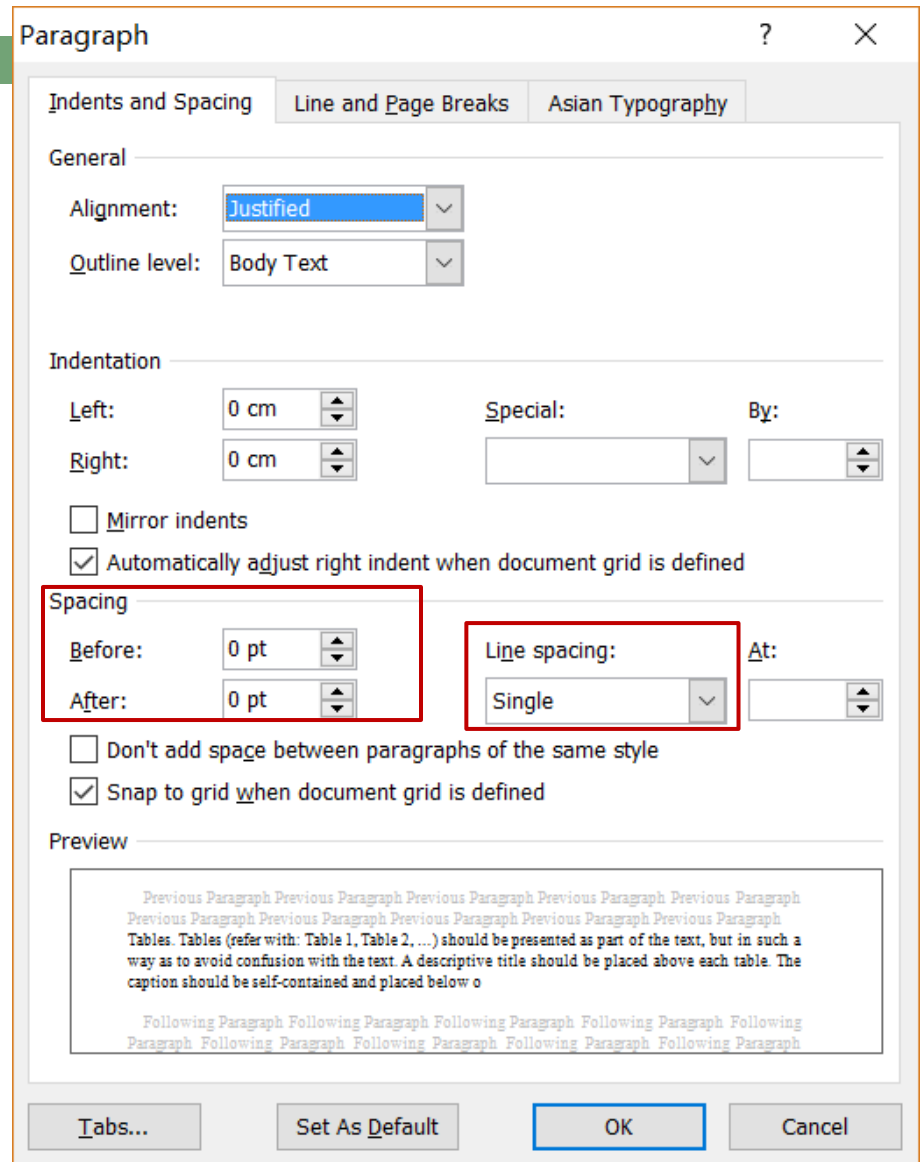 Paragraph ?
Indents and Spacing Line and Page Breaks Asian Typography
General
Alignment: Justified
Outline level: Body Text
Indentation
Left: 0 cm Special: By:
Right: 0 cm
Mirror indents
Automatically adjust right indent when document grid is defined
Spacing
Before: 0 pt Line spacing: At:
After: 0 pt Single
Don't add space between paragraphs of the same style
Snap to grid when document grid is defined
Preview
Previous Paragraph Previous Paragraph Previous Paragraph Previous Paragraph Previous Paragraph
Previous Paragraph Previous Paragraph Previous Paragraph Previous Paragraph Previous Paragraph
Tables. Tables (refer with: Table 1, Table 2, ...) should be presented as part of the text, but in such a
way as to avoid confusion with the text. A descriptive title should be placed above each table. The
caption should be self-contained and placed below o
Following Paragraph Following Paragraph Following Paragraph Following Paragraph Following
Paragraph Following Paragraph Following Paragraph Following Paragraph Following Paragraph
Tabs... Set As Default OK Cancel